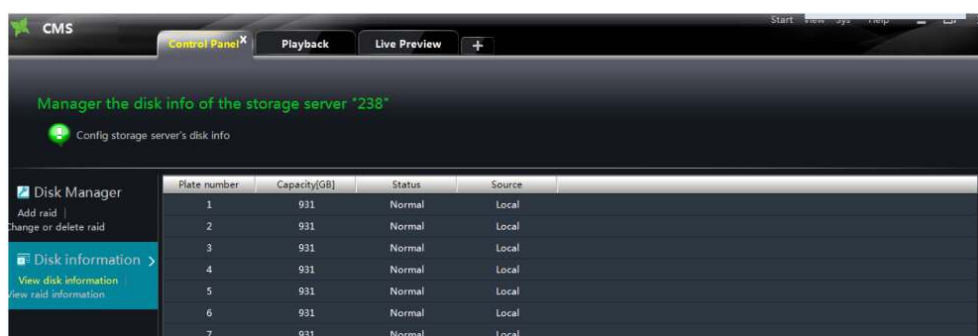 CMS
Start View Sys Help
Control Panel X Playback Live Preview +
Manager the disk info of the storage server "238"
Config storage server's disk info
Disk Manager
Add raid |
Change or delete raid
Disk information >
View disk information |
View raid information
Plate number Capacity[GB] Status Source
1 931 Normal Local
2 931 Normal Local
3 931 Normal Local
4 931 Normal Local
5 931 Normal Local
6 931 Normal Local
7 931 Normal Local